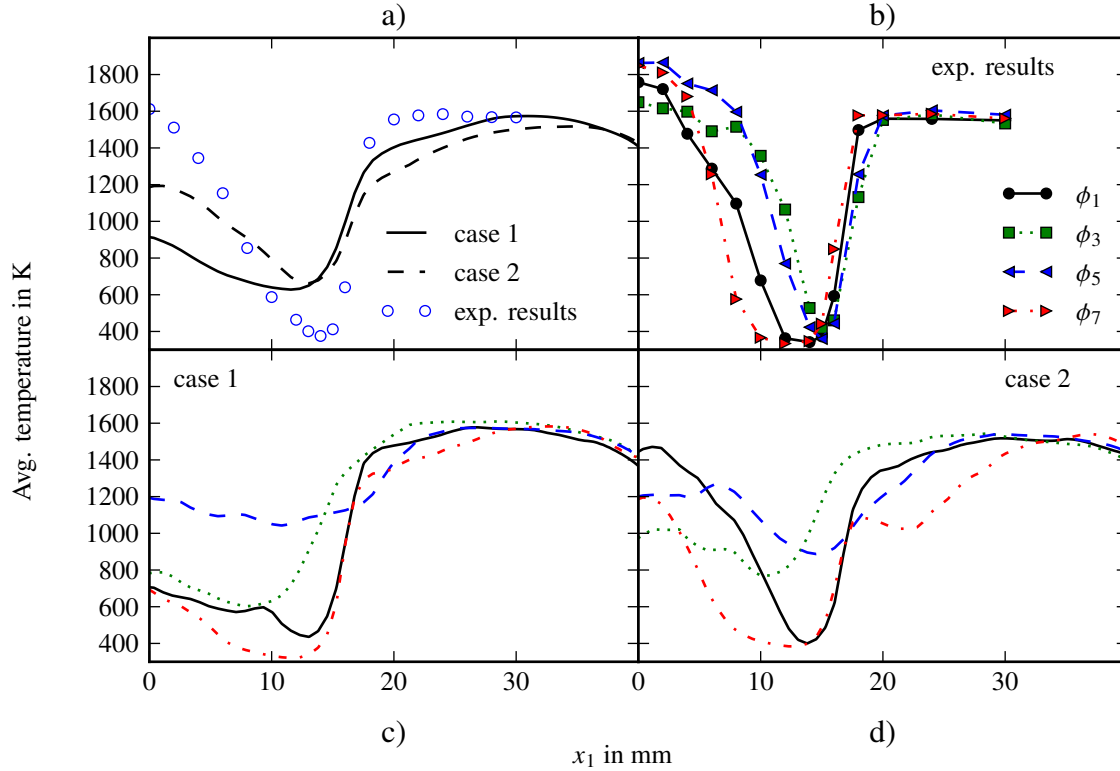 a) b)
1800
1600
1400
1200
1000
800
600
400
case 1
case 2
exp. results
exp. results
ϕ1
ϕ3
ϕ5
ϕ7
Avg. temperature in K
case 1
1800
1600
1400
1200
1000
800
600
400
case 2
0 10 20 30 0 10 20 30
c) d)
x1 in mm